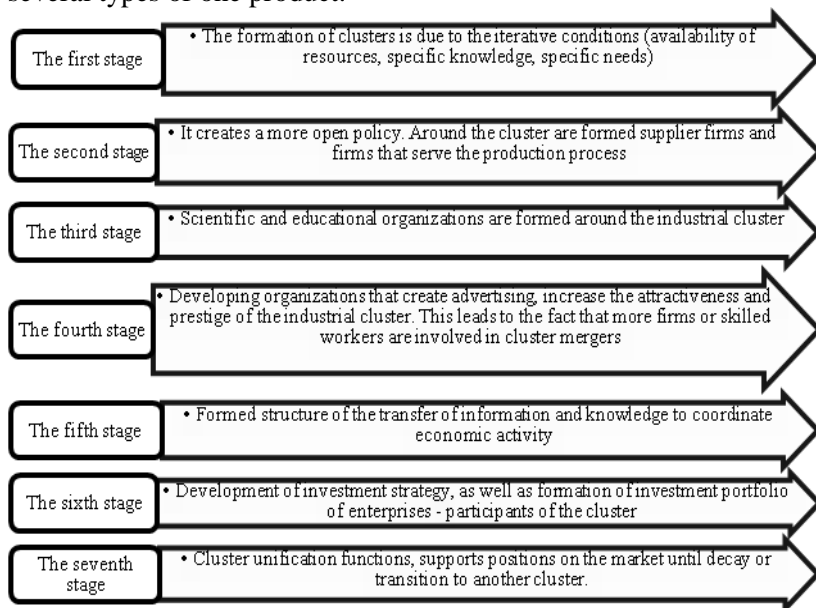 several types of one product.
The first stage
• The formation of clusters is due to the iterative conditions (availability of
resources, specific knowledge, specific needs)
The second stage
• It creates a more open policy. Around the cluster are formed supplier firms and
firms that serve the production process
The third stage
• Scientific and educational organizations are formed around the industrial cluster
The fourth stage
• Developing organizations that create advertising, increase the attractiveness and
prestige of the industrial cluster. This leads to the fact that more firms or skilled
workers are involved in cluster mergers
The fifth stage
• Formed structure of the transfer of information and knowledge to coordinate
economic activity
The sixth stage
• Development of investment strategy, as well as formation of investment portfolio
of enterprises - participants of the cluster
The seventh
stage
• Cluster unification functions, supports positions on the market until decay or
transition to another cluster.